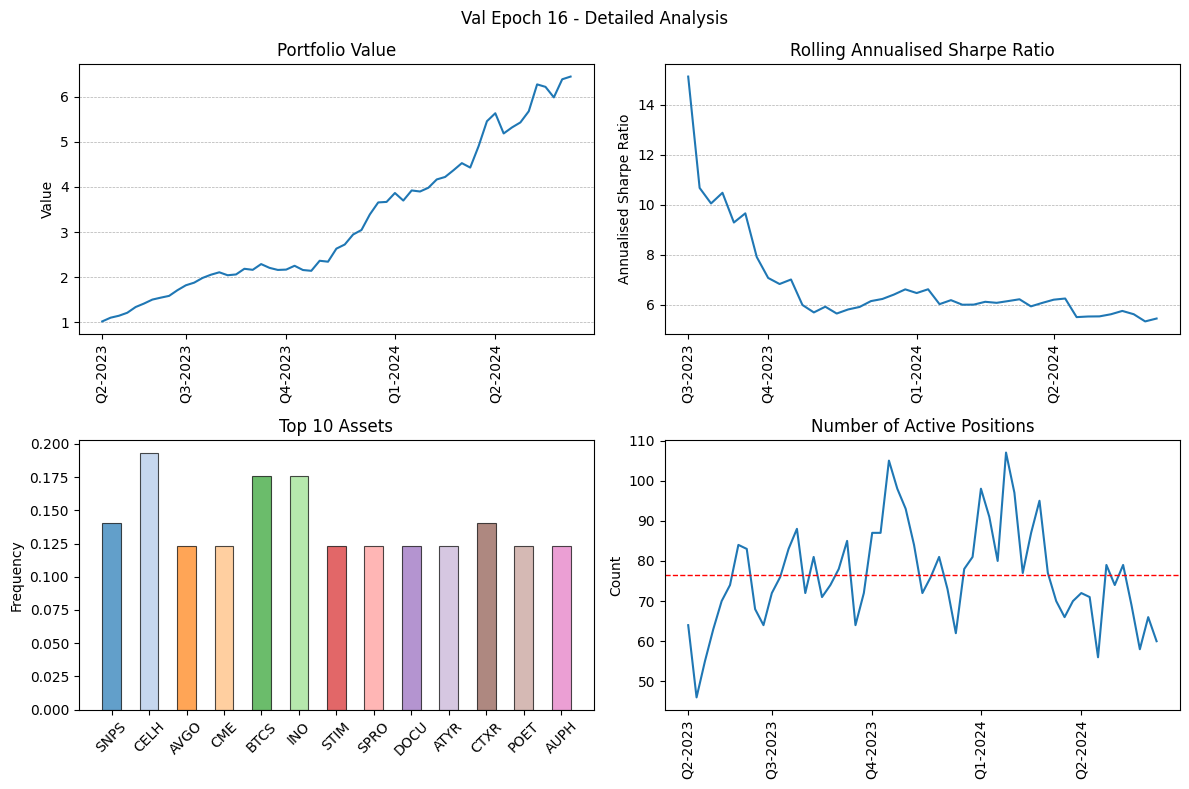 Val Epoch 16 - Detailed Analysis
Portfolio Value
Value
6
5
4
3
2
1
Q2-2023
Q3-2023
Q4-2023
Q1-2024
Q2-2024
Rolling Annualised Sharpe Ratio
Annualised Sharpe Ratio
14
12
10
8
6
Q3-2023
Q4-2023
Q1-2024
Q2-2024
Top 10 Assets
Frequency
0.200
0.175
0.150
0.125
0.100
0.075
0.050
0.025
0.000
SNPS
CELH
AVGO
CME
BTCS
INO
STIM
SPRO
DOCU
ATYR
CTXR
POET
AUPH
Number of Active Positions
Count
110
100
90
80
70
60
50
Q2-2023
Q3-2023
Q4-2023
Q1-2024
Q2-2024